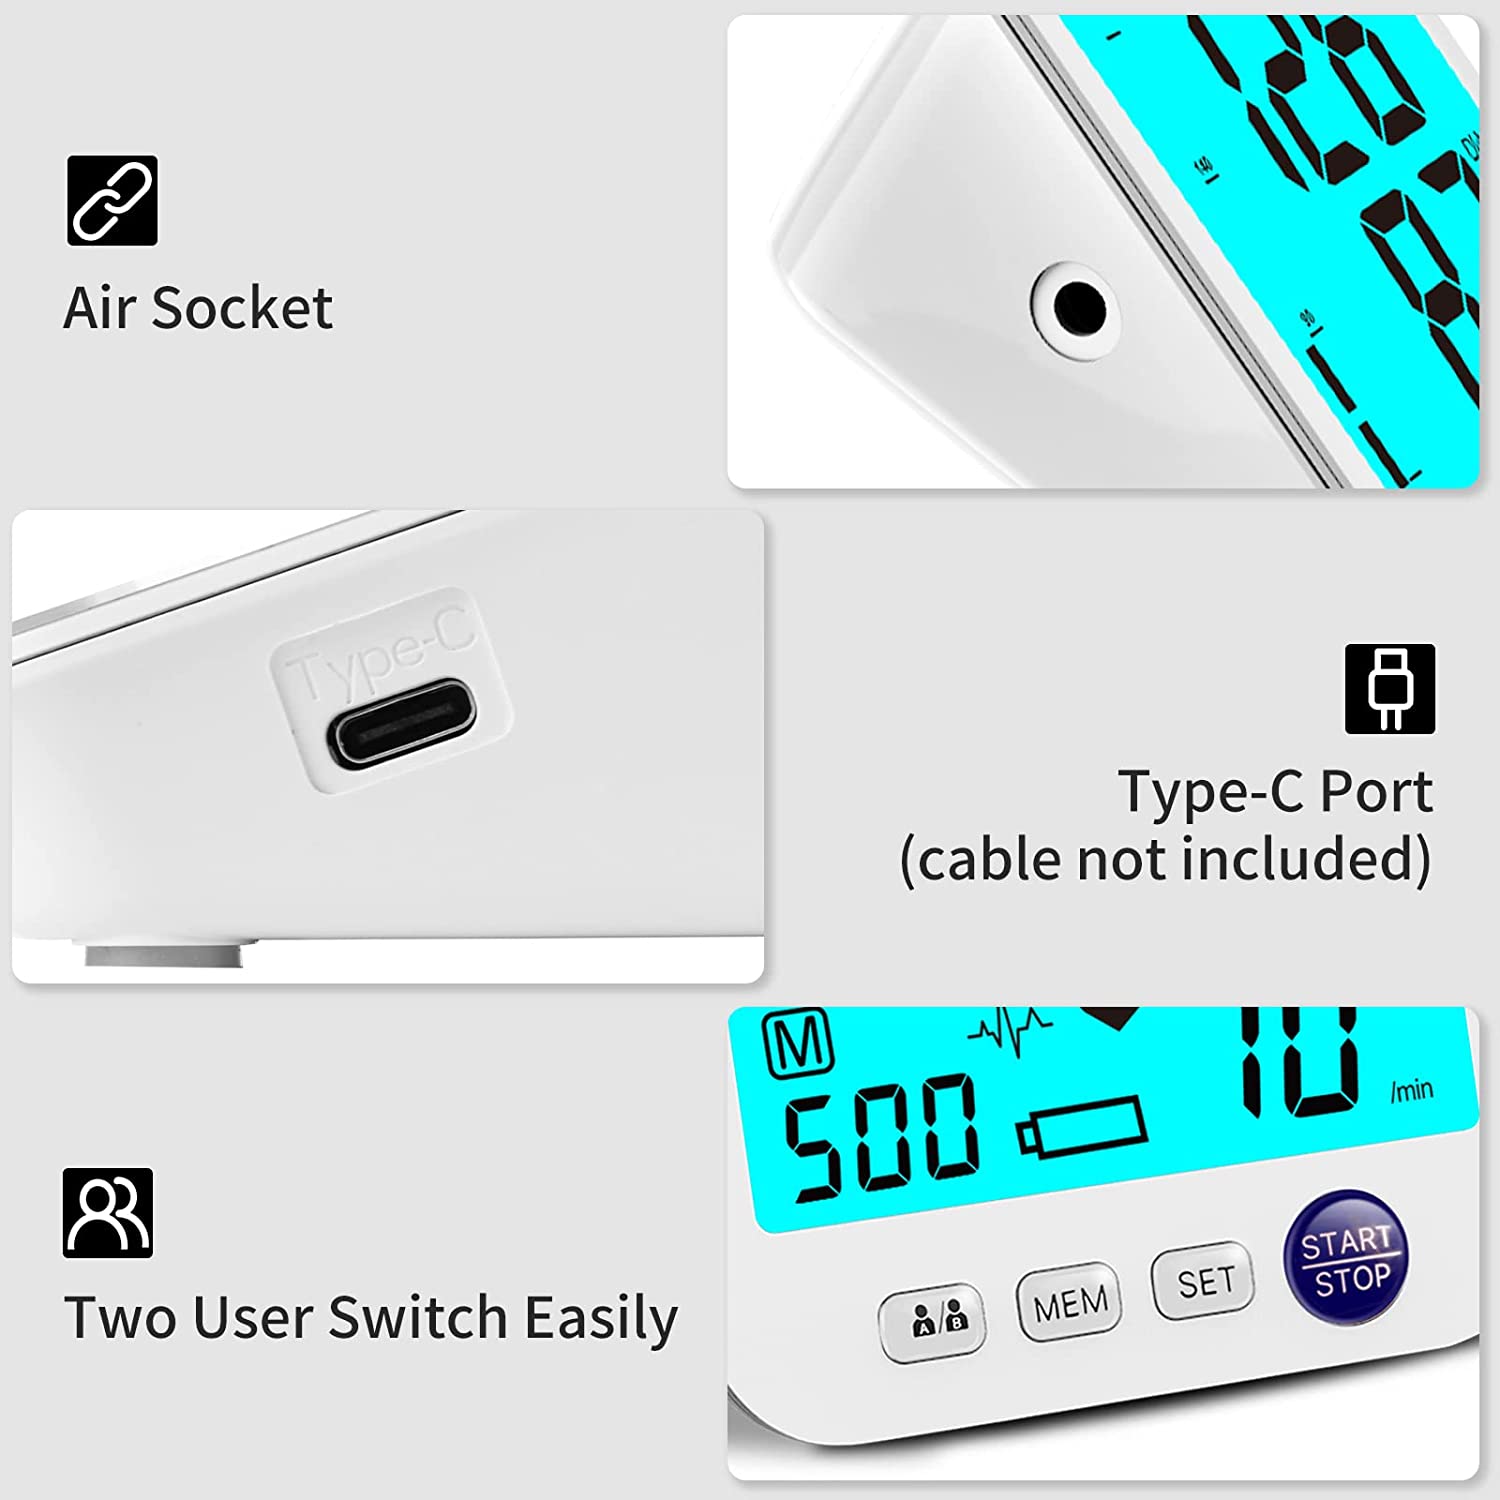 Air Socket
140
90
Type-C
Type-C Port
(cable not included)
M
500
10
/min
Two User Switch Easily
A/B
MEM
SET
START
STOP